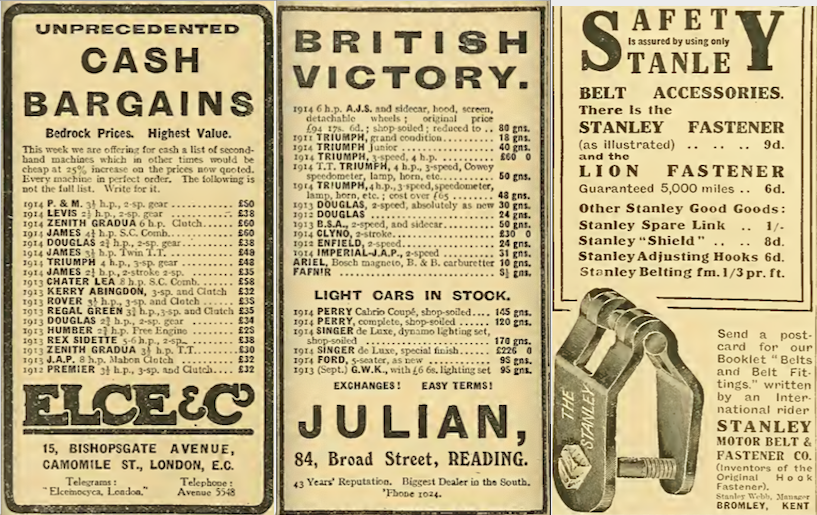 UNPRECEDENTED
CASH
BARGAINS
Bedrock Prices. Highest Value.
This week we are offering for cash a list of second-
hand machines which in other times would be
cheap at 25% increase on the prices now quoted.
Every machine in perfect order. The following is
not the full list. Write for it.
1914 P. & M. 3½ h.p., 2-sp. gear £50
1914 LEVIS 2½ h.p., 2-sp. gear £38
1914 ZENITH GRADUA 6 h.p. Clutch £60
1914 JAMES 4¼ h.p. S.C. Comb. £60
1914 DOUGLAS 2¾ h.p., 2-sp. gear £38
1914 JAMES 3½ h.p. Twin T.T. £48
1914 TRIUMPH 4 h.p., 3-sp. gear £48
1914 JAMES 2½ h.p., 2-stroke 2-sp. £35
1913 CHATER LEA 8 h.p. S.C. Comb. £58
1913 KERRY ABINGDON, 3-sp. and Clutch £32
1913 ROVER 3½ h.p., 3-sp. and Clutch £35
1913 REGAL GREEN 3½ h.p., 3-sp. and Clutch £35
1913 DOUGLAS 2¾ h.p., 2-sp. gear £34
1913 HUMBER 2¾ h.p. Free Engine £25
1913 REX SIDETTE 5-6 h.p., 2-sp. £38
1913 ZENITH GRADUA 3½ h.p. T.T. £30
1913 J.A.P. 8 h.p. Mabon Clutch £32
1912 PREMIER 3½ h.p., 3-sp. and Clutch £32
ELCE & Co
15, BISHOPSGATE AVENUE,
CAMOMILE ST., LONDON, E.C.
Telegrams: Telephone:
"Elcemocyca, London." Avenue 5548
BRITISH
VICTORY.
1914 6 h.p. A.J.S. and sidecar, hood, screen,
detachable wheels; original price
£94 17s. 6d.; shop-soiled; reduced to .. 80 gns.
1911 TRIUMPH, grand condition 18 gns.
1914 TRIUMPH Junior 40 gns.
1914 TRIUMPH, 3-speed, 4 h.p. £60 0
1914 T.T. TRIUMPH, 4 h.p., 3-speed, Cowey
speedometer, lamp, horn, etc. 50 gns.
1914 TRIUMPH, 4 h.p., 3-speed, speedometer,
lamp, horn, etc.; cost over £65 48 gns.
1913 DOUGLAS, 2-speed, absolutely as new 30 gns.
1912 DOUGLAS 24 gns.
1913 B.S.A., 2-speed, and sidecar 50 gns.
1914 CLYNO, 2-stroke £30 0
1912 ENFIELD, 2-speed 24 gns.
1914 IMPERIAL-J.A.P., 2-speed 31 gns.
ARIEL, Bosch magneto, B. & B. carburetter 10 gns.
FAFNIR 8½ gns.
LIGHT CARS IN STOCK.
1914 PERRY Cabrio Coupé, shop-soiled 145 gns.
1914 PERRY, complete, shop-soiled 120 gns.
1914 SINGER de Luxe, dynamo lighting set,
shop-soiled 170 gns.
1914 SINGER de Luxe, special finish £226 0
1914 FORD, 5-seater, as new 95 gns.
1913 (Sept.) G.W.K., with £6 6s. lighting set 95 gns.
EXCHANGES! EASY TERMS!
JULIAN,
84, Broad Street, READING.
43 Years' Reputation. Biggest Dealer in the South.
'Phone 1024.
SAFETY
Is assured by using only
STANLEY
BELT ACCESSORIES.
There is the
STANLEY FASTENER
(as illustrated) .. .. .. 9d.
and the
LION FASTENER
Guaranteed 5,000 miles .. 6d.
Other Stanley Good Goods:
Stanley Spare Link .. 1/-
Stanley "Shield" .. .. 8d.
Stanley Adjusting Hooks 6d.
Stanley Belting fm. 1/3 pr. ft.
THE
STANLEY
Send a post-
card for our
Booklet "Belts
and Belt Fit-
tings," written
by an Inter-
national rider
STANLEY
MOTOR BELT &
FASTENER CO.
(Inventors of the
Original Hook
Fastener).
Stanley Webb, Manager
BROMLEY, KENT